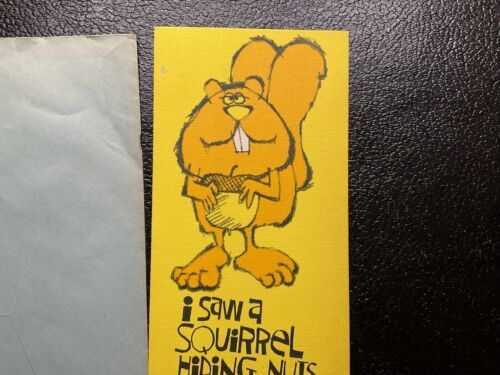 i SAW A
SQUiRREL
HiDiNG NUTS